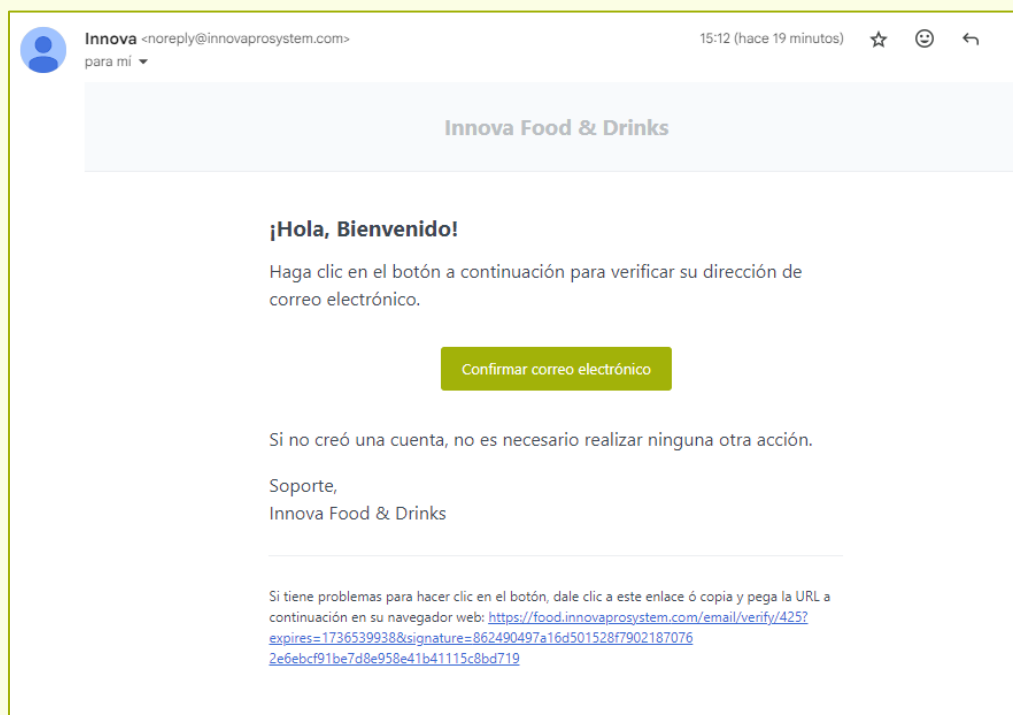 Innova <noreply@innovaprosystem.com>
15:12 (hace 19 minutos)
para mí
Innova Food & Drinks
¡Hola, Bienvenido!
Haga clic en el botón a continuación para verificar su dirección de
correo electrónico.
Confirmar correo electrónico
Si no creó una cuenta, no es necesario realizar ninguna otra acción.
Soporte,
Innova Food & Drinks
Si tiene problemas para hacer clic en el botón, dale clic a este enlace ó copia y pega la URL a
continuación en su navegador web: https://food.innovaprosystem.com/email/verify/425?
expires=1736539938&signature=862490497a16d501528f7902187076
2e6ebcf91be7d8e958e41b41115c8bd719